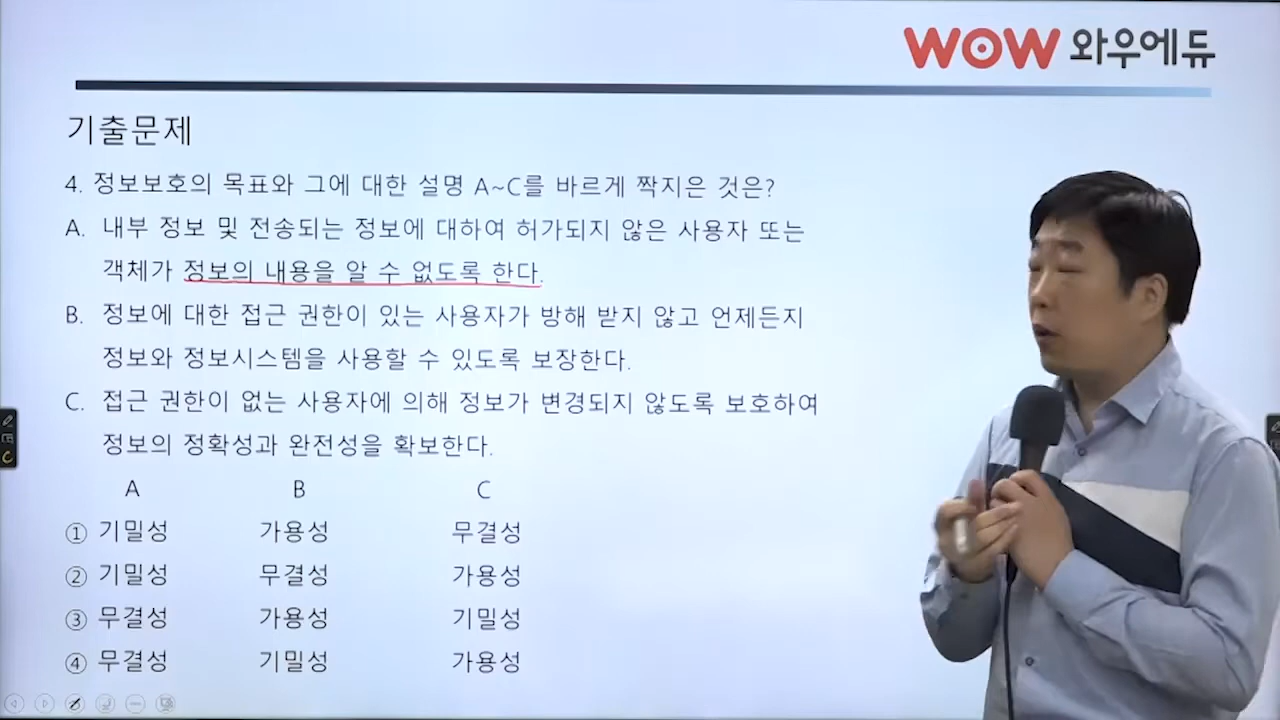 WOW 와우에듀
기출문제
4. 정보보호의 목표와 그에 대한 설명 A~C를 바르게 짝지은 것은?
A. 내부 정보 및 전송되는 정보에 대하여 허가되지 않은 사용자 또는
객체가 정보의 내용을 알 수 없도록 한다.
B. 정보에 대한 접근 권한이 있는 사용자가 방해 받지 않고 언제든지
정보와 정보시스템을 사용할 수 있도록 보장한다.
C. 접근 권한이 없는 사용자에 의해 정보가 변경되지 않도록 보호하여
정보의 정확성과 완전성을 확보한다.
A B C
① 기밀성 가용성 무결성
② 기밀성 무결성 가용성
③ 무결성 가용성 기밀성
④ 무결성 기밀성 가용성